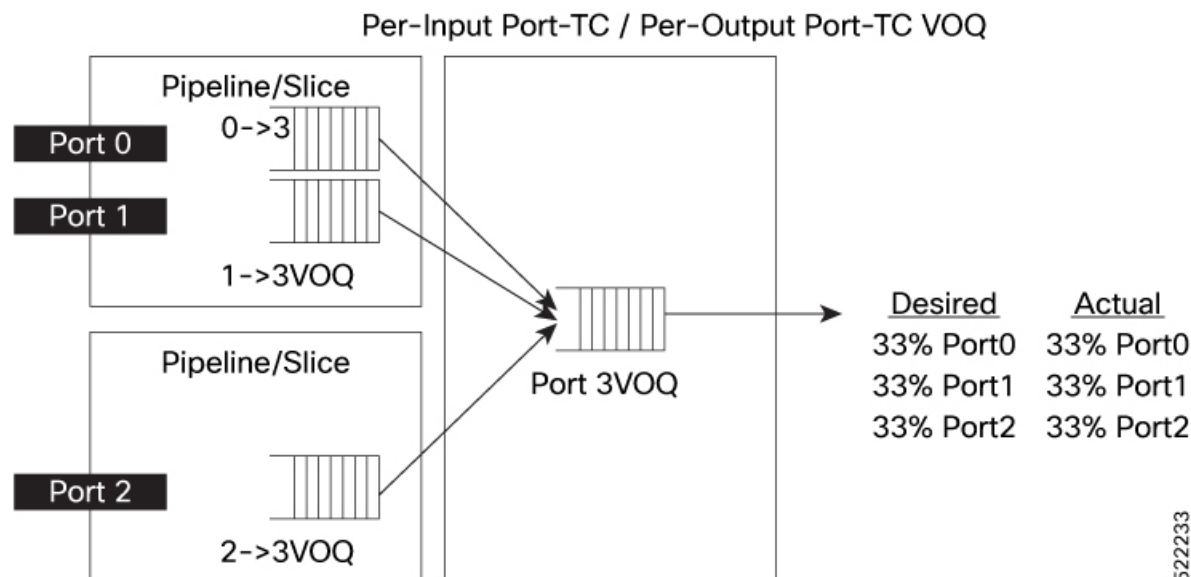 Per-Input Port-TC / Per-Output Port-TC VOQ
Pipeline/Slice
0->3
Port 0
Port 1
1->3VOQ
Pipeline/Slice
Port 2
2->3VOQ
Port 3VOQ
Desired Actual
33% Port0 33% Port0
33% Port1 33% Port1
33% Port2 33% Port2
522233